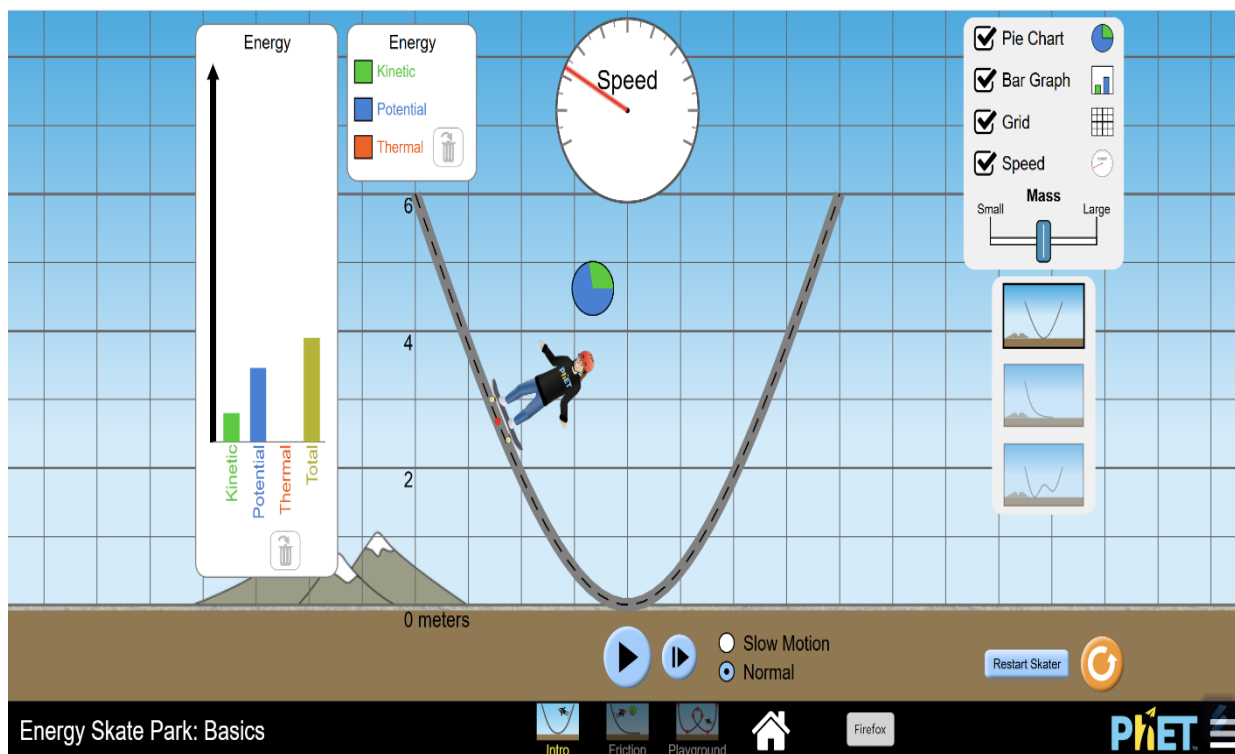 Energy
Kinetic
Potential
Thermal
Total
Energy
Kinetic
Potential
Thermal
Speed
Pie Chart
Bar Graph
Grid
Speed
Mass
Small
Large
6
4
2
0 meters
PhET
Slow Motion
Normal
Restart Skater
Energy Skate Park: Basics
Intro
Friction
Playground
Firefox
PhET